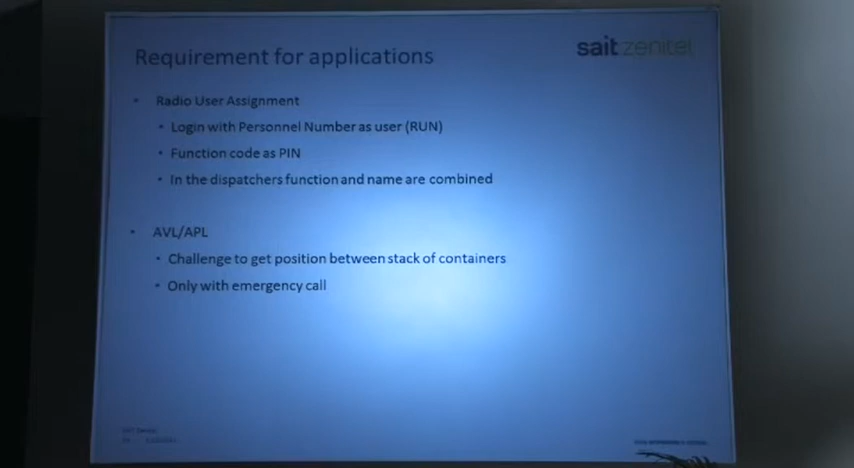 Requirement for applications
sait zenitel
• Radio User Assignment
• Login with Personnel Number as user (RUN)
• Function code as PIN
• In the dispatchers function and name are combined
• AVL/APL
• Challenge to get position between stack of containers
• Only with emergency call